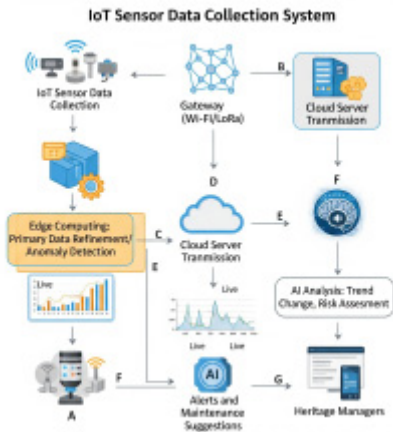 IoT Sensor Data Collection System
B
IoT Sensor Data
Collection
Gateway
(Wi-Fi/LoRa)
Cloud Server
Tranmission
D
F
Edge Computing:
Primary Data Refinement/
Anomaly Detection
C
E
E
Cloud Server
Tranmission
Live
Live
AI Analysis: Trend
Change, Risk Assesment
Live
Live
F
AI
G
A
Alerts and
Maintenance
Suggestions
Heritage Managers